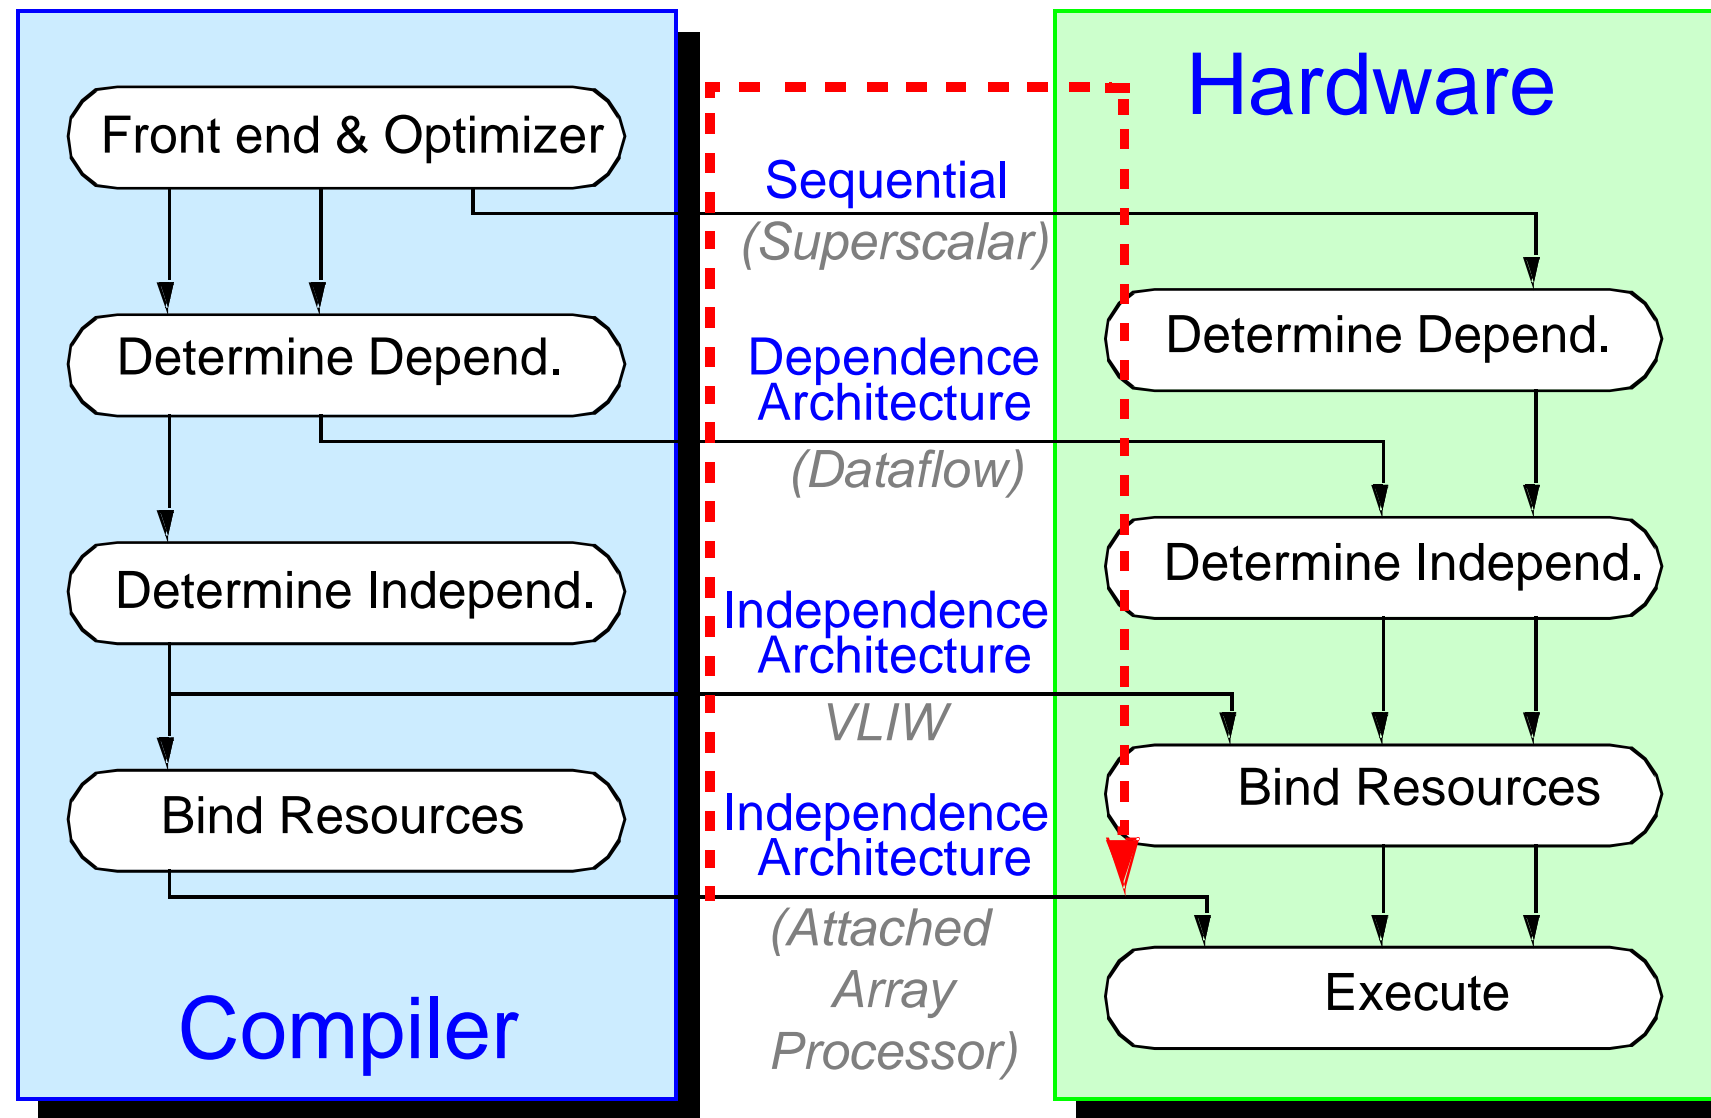 Hardware
Front end & Optimizer
Sequential
(Superscalar)
Determine Depend.
Dependence
Architecture
(Dataflow)
Determine Depend.
Determine Independ.
Independence
Architecture
VLIW
Determine Independ.
Bind Resources
Independence
Architecture
(Attached
Array
Processor)
Bind Resources
Execute
Compiler